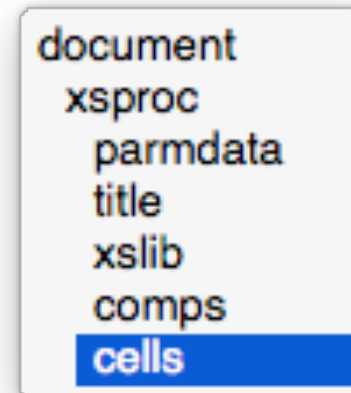 document
xsproc
parmdata
title
xslib
comps
cells